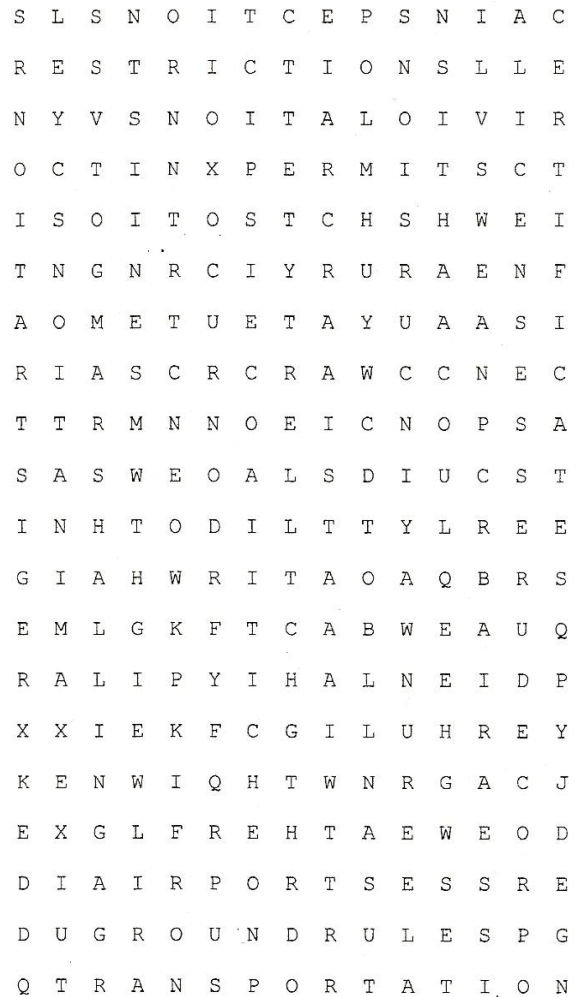 S L S N O I T C E P S N I A C
R E S T R I C T I O N S L L E
N Y V S N O I T A L O I V I R
O C T I N X P E R M I T S C T
I S O I T O S T C H S H W E I
T N G N R C I Y R U R A E N F
A O M E T U E T A Y U A A S I
R I A S C R C R A W C C N E C
T T R M N N O E I C N O P S A
S A S W E O A L S D I U C S T
I N H T O D I L T T Y L R E E
G I A H W R I T A O A Q B R S
E M L G K F T C A B W E A U Q
R A L I P Y I H A L N E I D P
X X I E K F C G I L U H R E Y
K E N W I Q H T W N R G A C J
E X G L F R E H T A E W E O D
D I A I R P O R T S E S S R E
D U G R O U N D R U L E S P G
Q T R A N S P O R T A T I O N